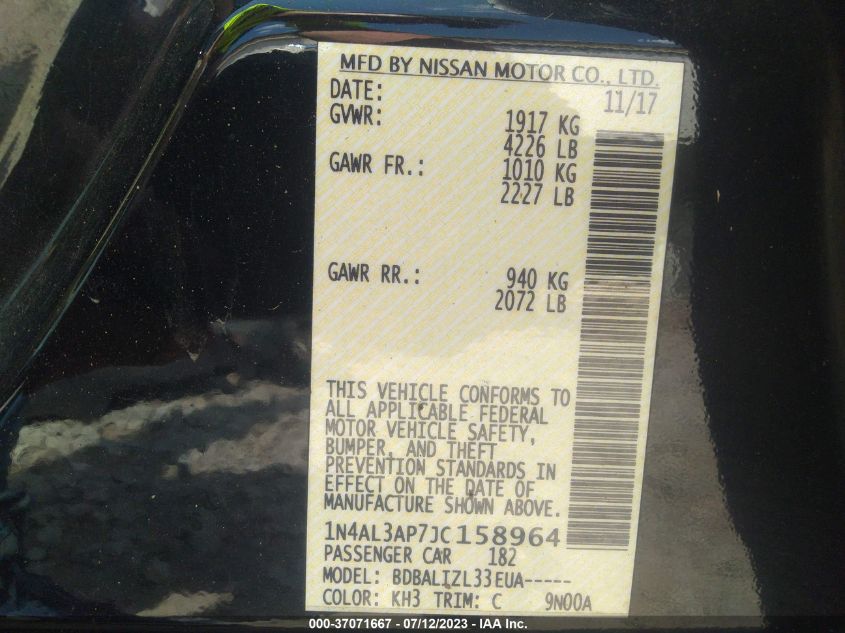 MFD BY NISSAN MOTOR CO., LTD.
DATE: 11/17
GVWR: 1917 KG
4226 LB
GAWR FR.: 1010 KG
2227 LB
GAWR RR.: 940 KG
2072 LB
THIS VEHICLE CONFORMS TO
ALL APPLICABLE FEDERAL
MOTOR VEHICLE SAFETY,
BUMPER, AND THEFT
PREVENTION STANDARDS IN
EFFECT ON THE DATE OF
MANUFACTURE SHOWN ABOVE.
1N4AL3AP7JC158964
PASSENGER CAR 182
MODEL: BDBALIZL33EUA-----
COLOR: KH3 TRIM: C 9N00A
000-37071667 - 07/12/2023 - IAA Inc.